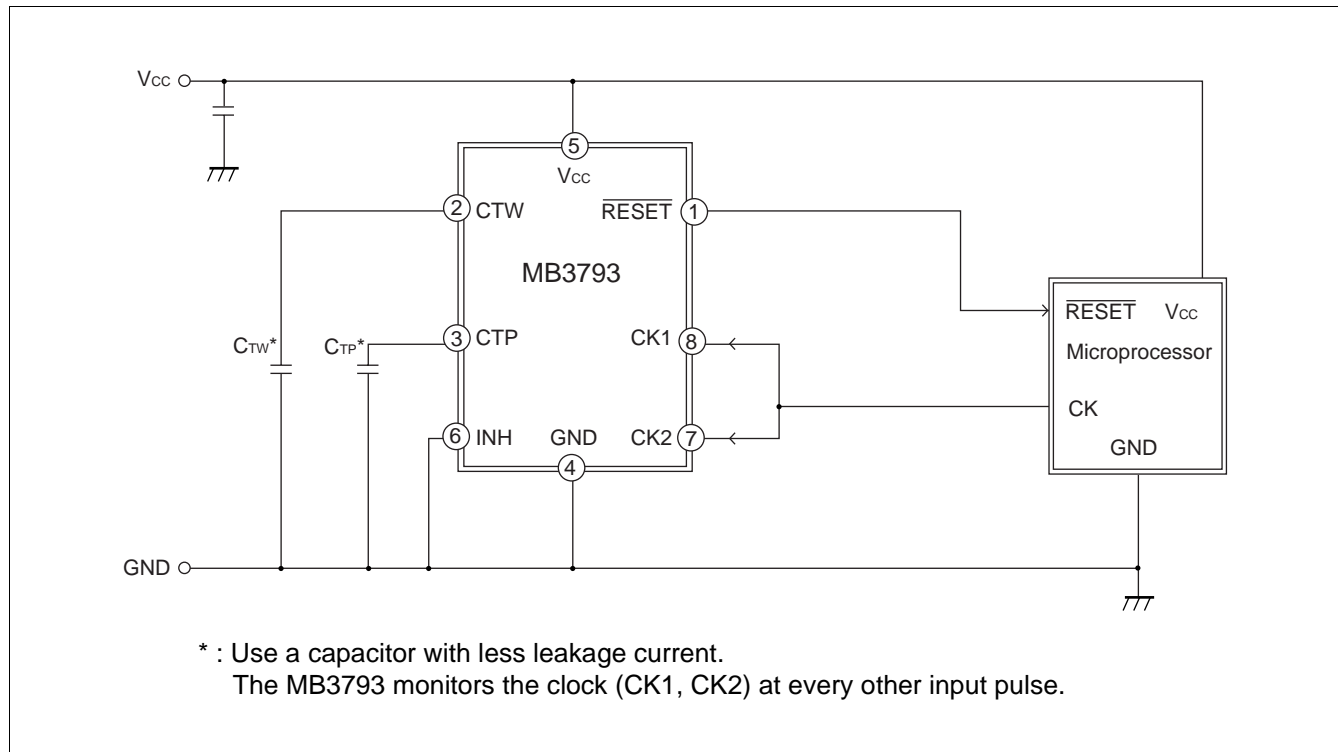 Vcc
5
Vcc
2 CTW
RESET 1
MB3793
RESET Vcc
3 CTP
CK1 8
CTW* CTP*
Microprocessor
CK
6 INH GND CK2 7
GND
4
GND
* : Use a capacitor with less leakage current.
The MB3793 monitors the clock (CK1, CK2) at every other input pulse.